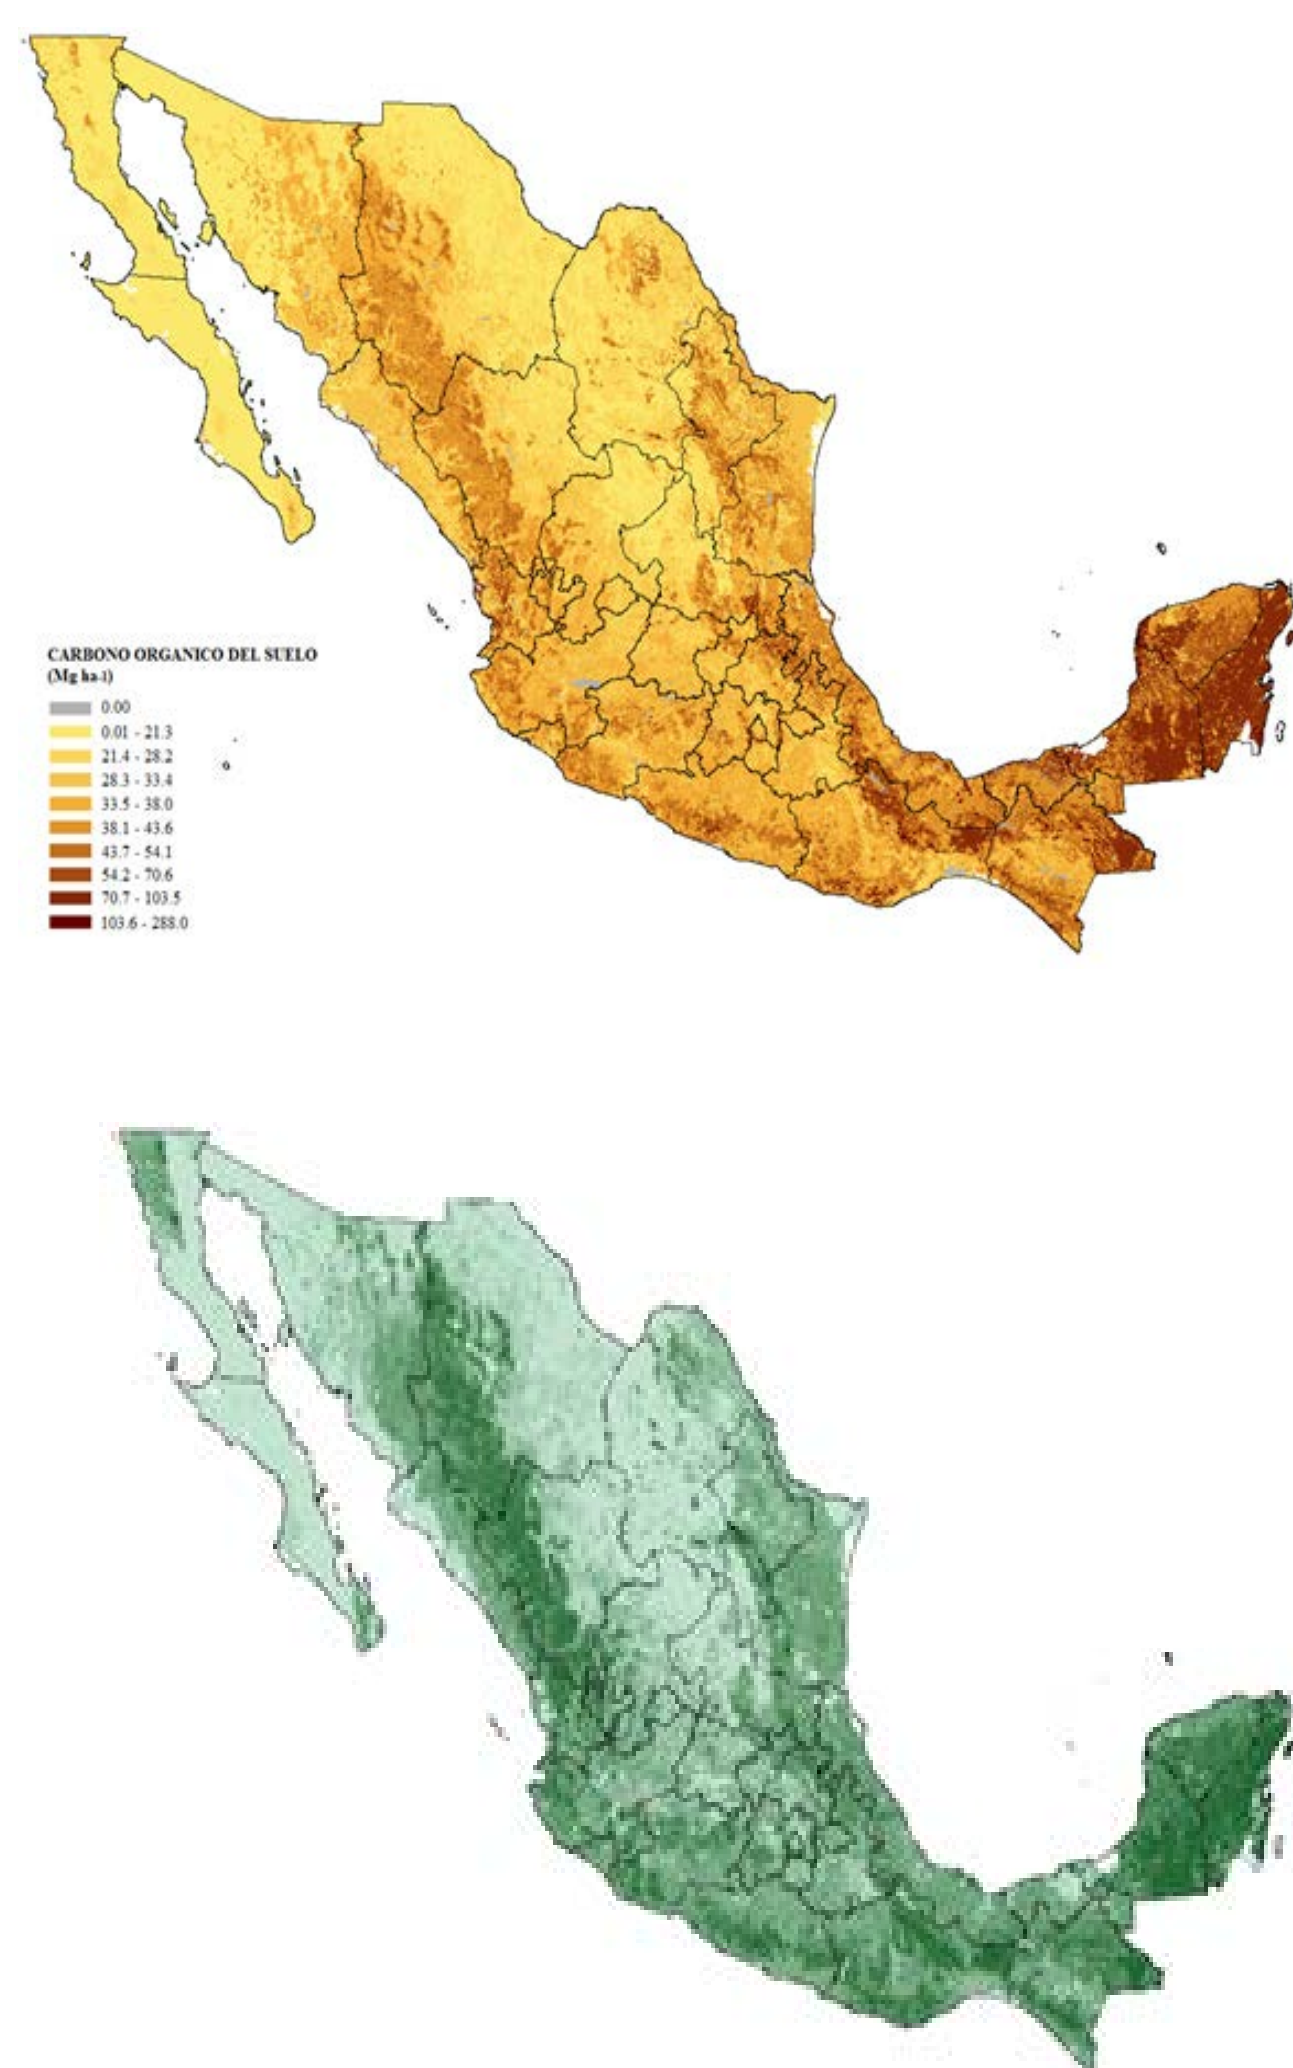 CARBONO ORGANICO DEL SUELO
(Mg ha-1)
0.00
0.01 - 21.3
21.4 - 28.2
28.3 - 33.4
33.5 - 38.0
38.1 - 43.6
43.7 - 54.1
54.2 - 70.6
70.7 - 103.5
103.6 - 288.0